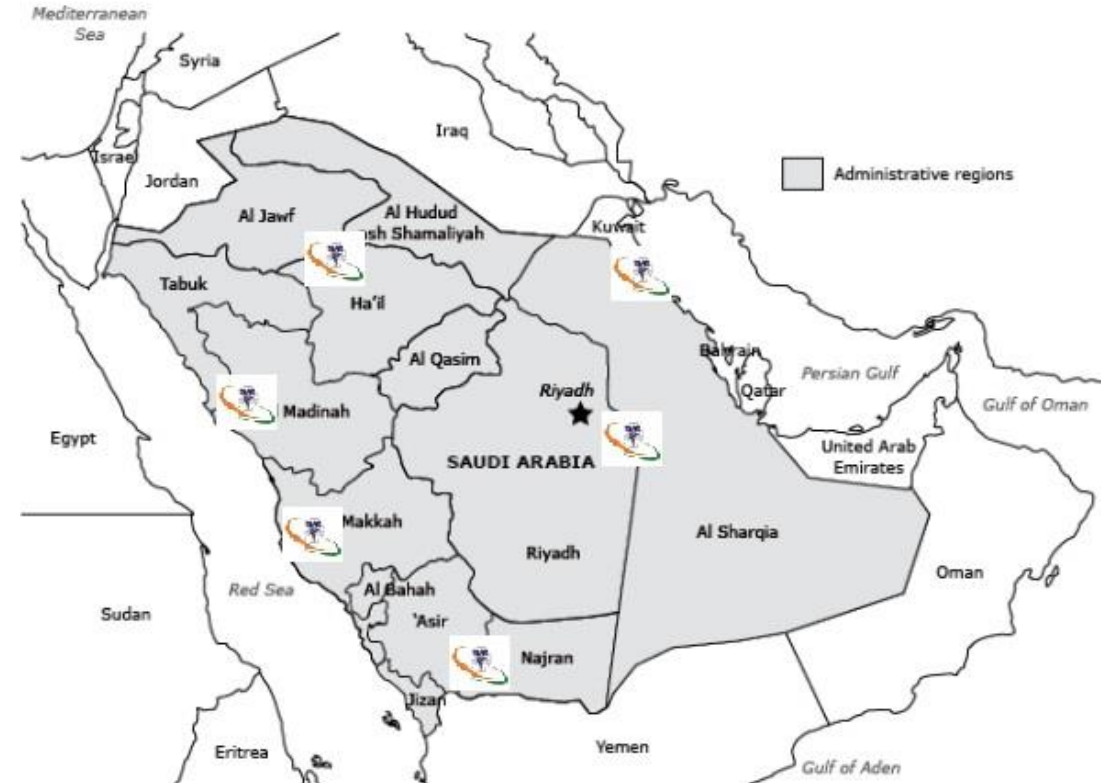 Mediterranean
Sea
Syria
Iraq
Israel
Jordan
Administrative regions
Al Jawf
Al Hudud
ash Shamaliyah
Kuwait
Tabuk
Ha'il
Al Qasim
Bahrain
Persian Gulf
Riyadh
Qatar
Gulf of Oman
Madinah
Egypt
United Arab
Emirates
SAUDI ARABIA
Makkah
Al Sharqia
Riyadh
Oman
Red Sea
Al Bahah
Sudan
'Asir
Najran
Jizan
Yemen
Eritrea
Gulf of Aden